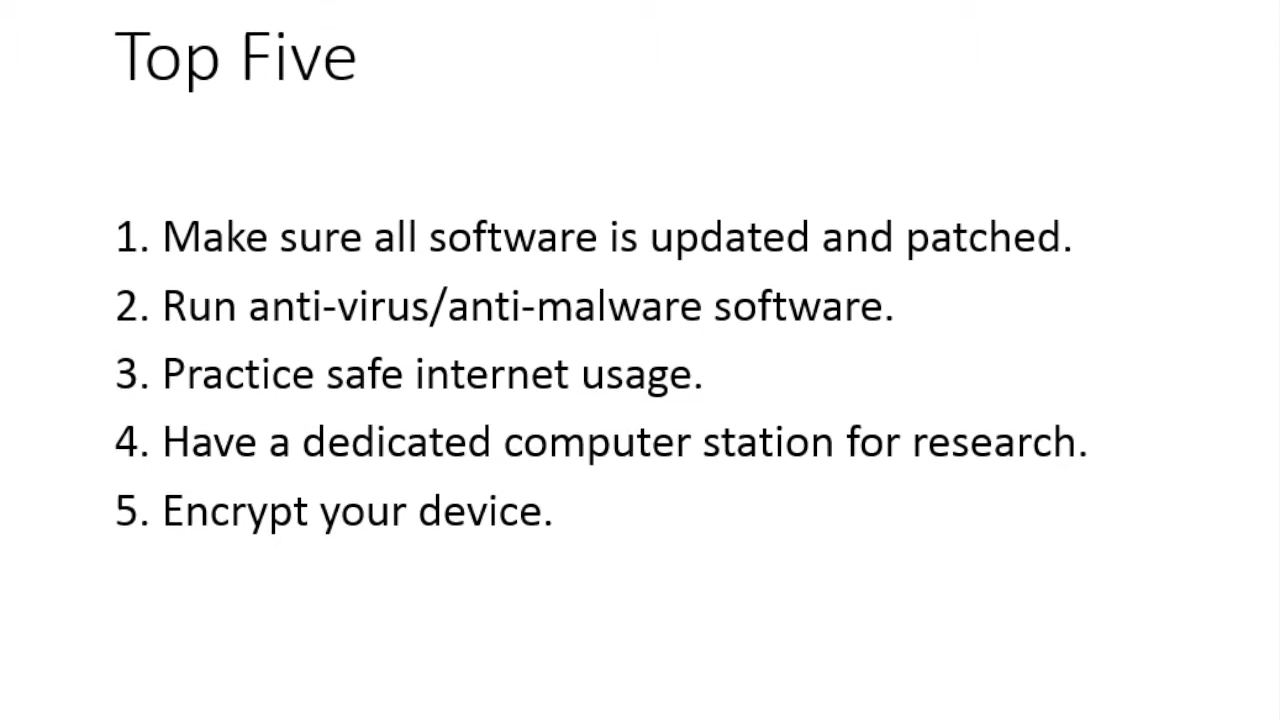 Top Five
1. Make sure all software is updated and patched.
2. Run anti-virus/anti-malware software.
3. Practice safe internet usage.
4. Have a dedicated computer station for research.
5. Encrypt your device.